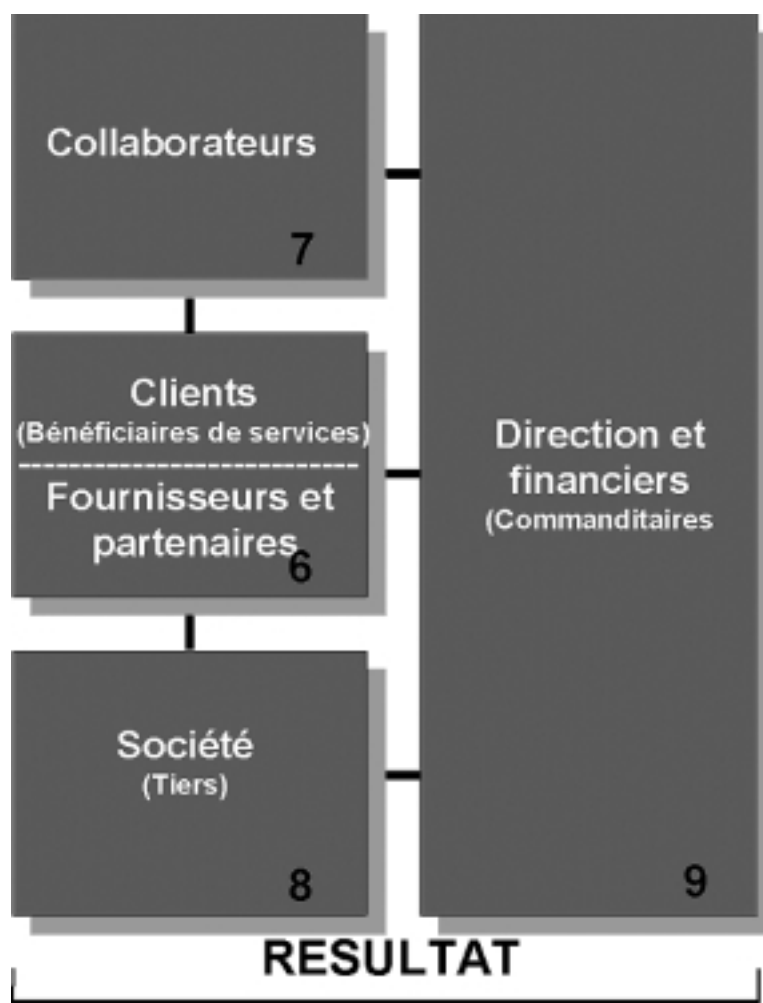 Collaborateurs
7
Clients
(Bénéficiaires de services)
Fournisseurs et
partenaires
6
Société
(Tiers)
8
Direction et
financiers
(Commanditaires
9
RESULTAT